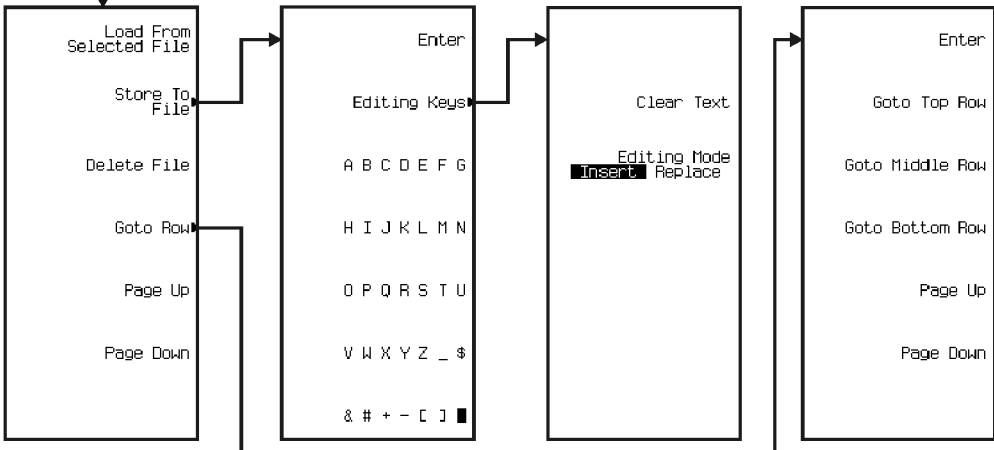 Load From
Selected File
Store To
File
Delete File
Goto Row
Page Up
Page Down
Enter
Editing Keys
A B C D E F G
H I J K L M N
O P Q R S T U
V W X Y Z _ $
& # + - [ ]
Clear Text
Editing Mode
Insert Replace
Enter
Goto Top Row
Goto Middle Row
Goto Bottom Row
Page Up
Page Down